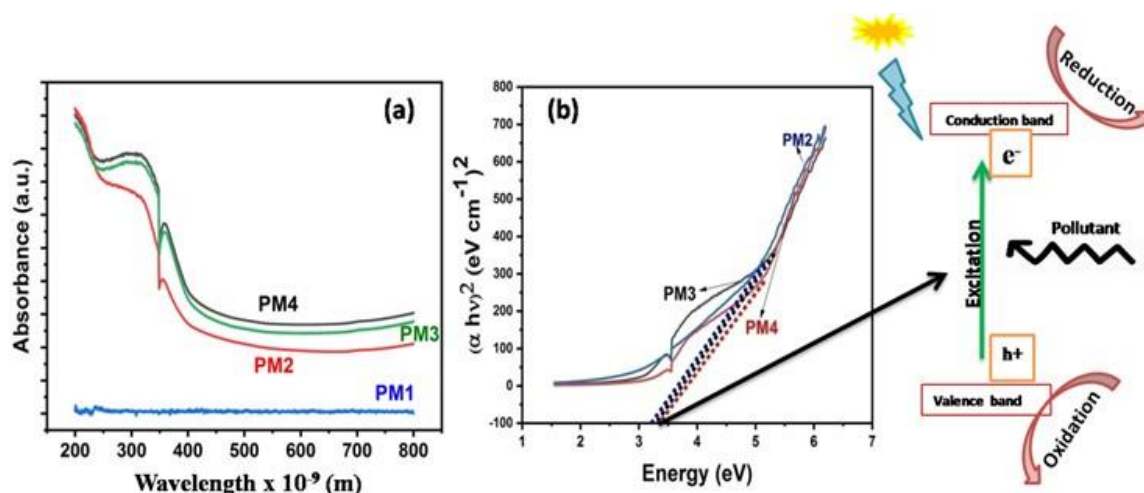 (a)
Absorbance (a.u.)
PM4
PM3
PM2
PM1
200 300 400 500 600 700 800
Wavelength x 10⁻⁹ (m)
(b)
(α hν)² (eV cm⁻¹)²
800
700
600
500
400
300
200
100
0
-100
PM2
PM3
PM4
1 2 3 4 5 6 7
Energy (eV)
Reduction
Conduction band
e⁻
Excitation
Pollutant
h+
Valence band
Oxidation